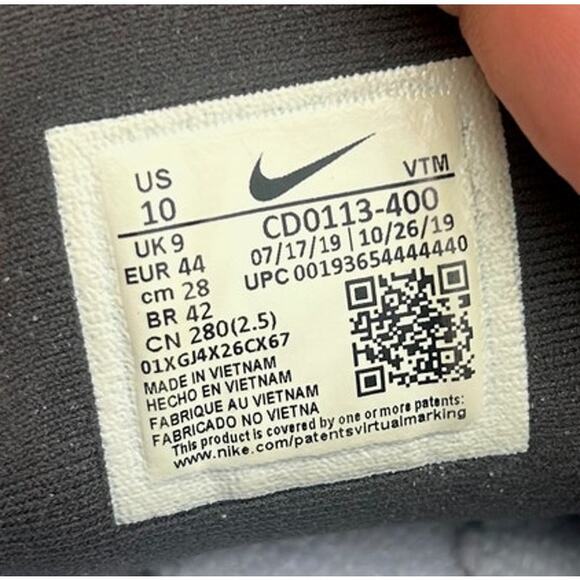 US
10
VTM
UK 9
CD0113-400
EUR 44
07/17/19 | 10/26/19
cm 28
UPC 00193654444440
BR 42
CN 280(2.5)
01XGJ4X26CX67
MADE IN VIETNAM
HECHO EN VIETNAM
FABRIQUE AU VIETNAM
FABRICADO NO VIETNA
This product is covered by one or more patents:
www.nike.com/patentsvirtualmarking